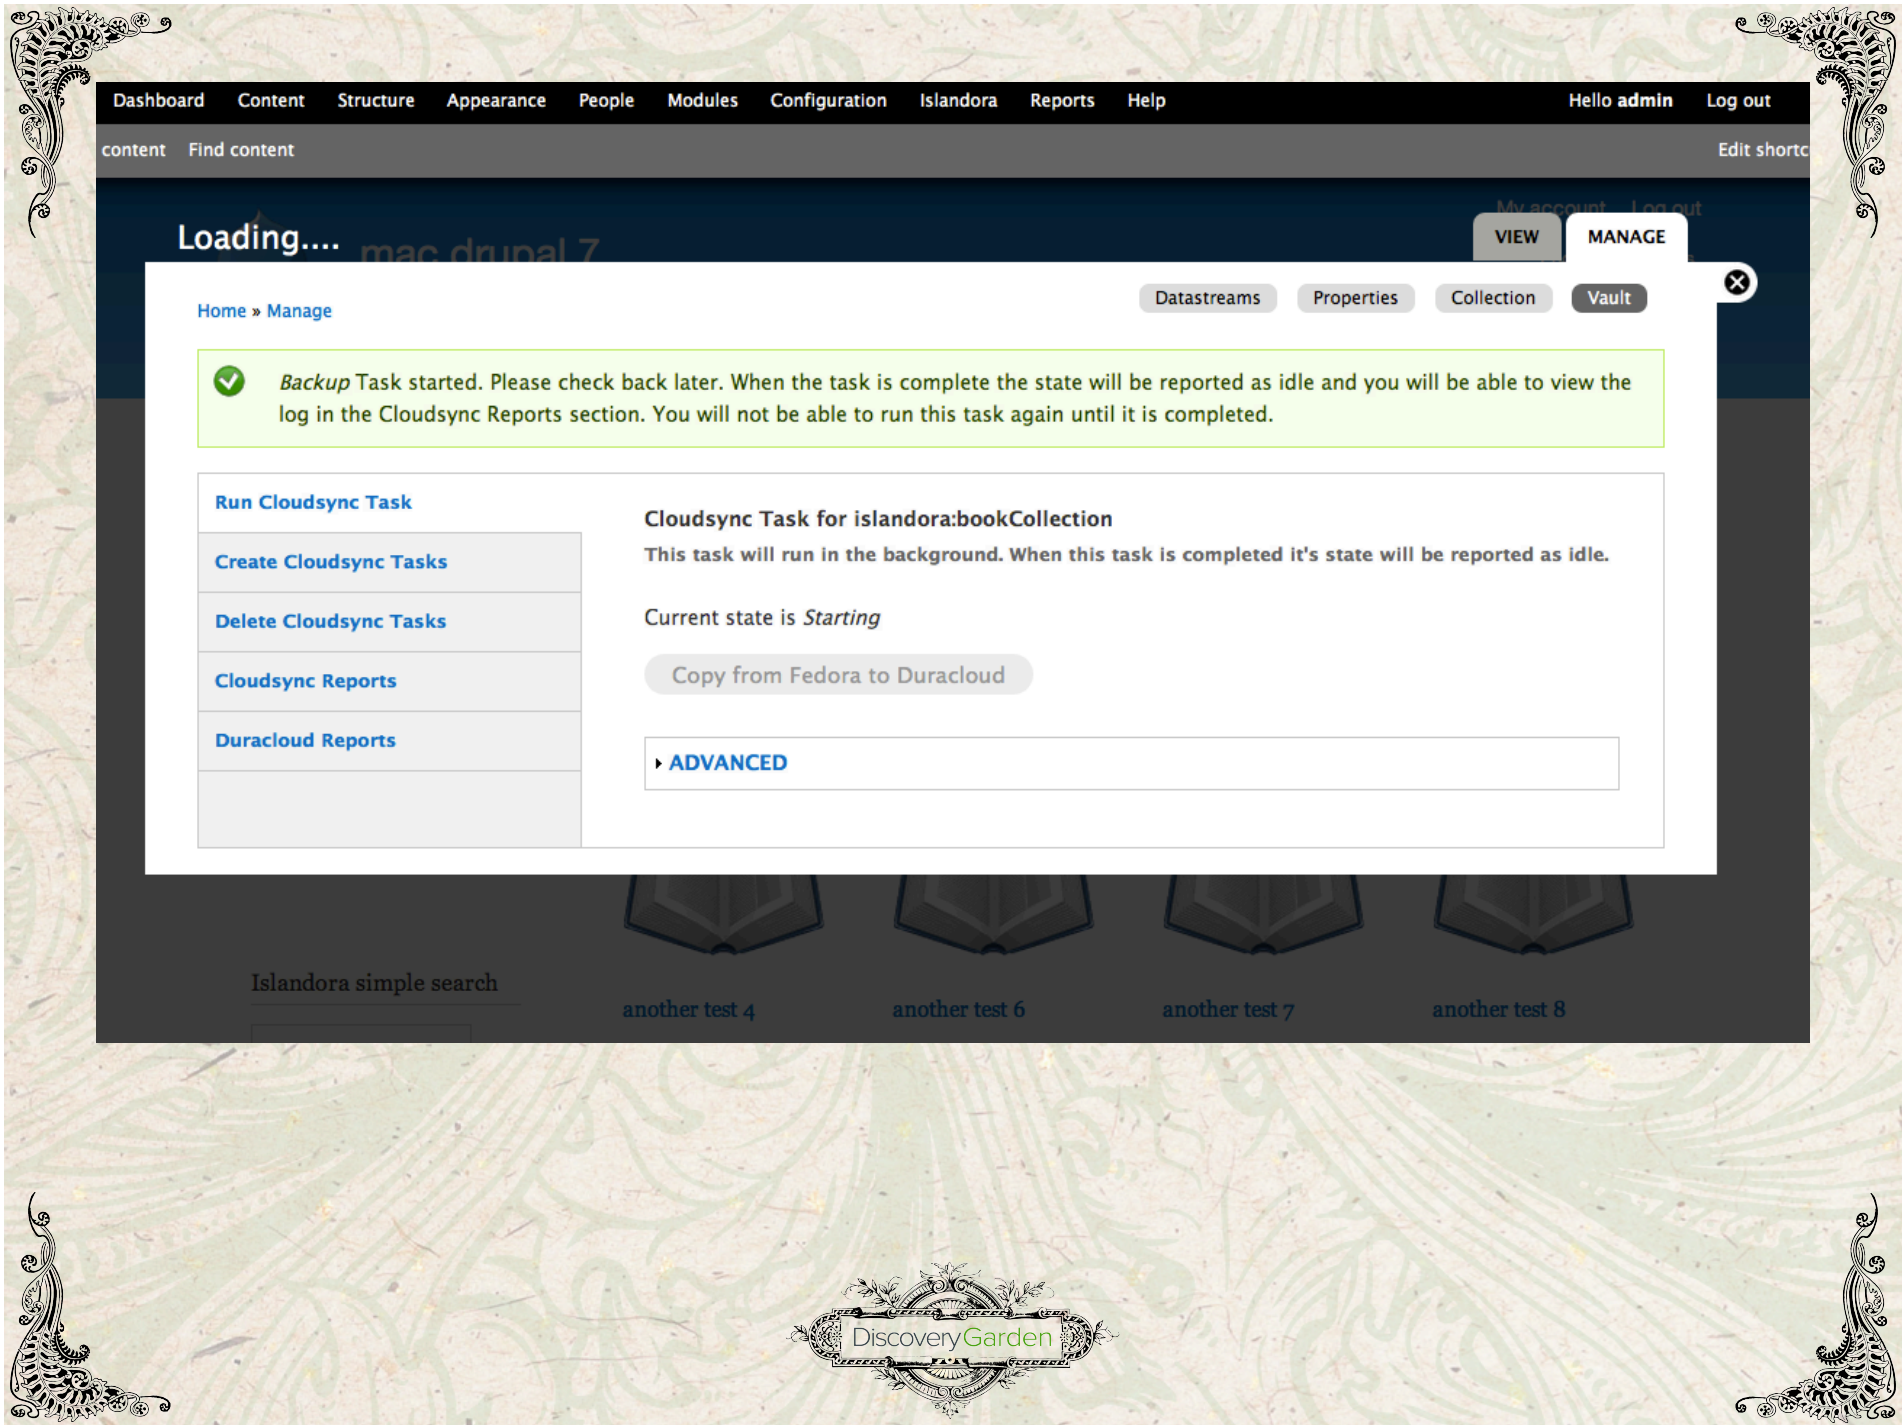 Dashboard Content Structure Appearance People Modules Configuration Islandora Reports Help Hello admin Log out
content Find content Edit shortc
My account Log out
Loading.... mac drupal 7
VIEW MANAGE
Home » Manage
Datastreams Properties Collection Vault
Backup Task started. Please check back later. When the task is complete the state will be reported as idle and you will be able to view the
log in the Cloudsync Reports section. You will not be able to run this task again until it is completed.
Run Cloudsync Task
Create Cloudsync Tasks
Delete Cloudsync Tasks
Cloudsync Reports
Duracloud Reports
Cloudsync Task for islandora:bookCollection
This task will run in the background. When this task is completed it's state will be reported as idle.
Current state is Starting
Copy from Fedora to Duracloud
ADVANCED
Islandora simple search
another test 4 another test 6 another test 7 another test 8
DiscoveryGarden